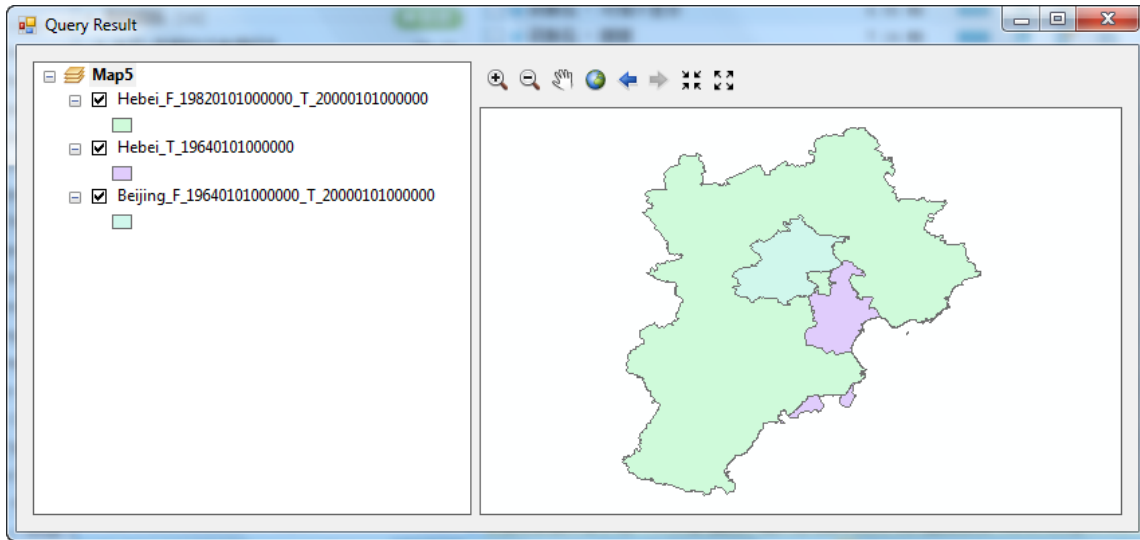 Query Result
Map5
Hebei_F_19820101000000_T_20000101000000
Hebei_T_19640101000000
Beijing_F_19640101000000_T_20000101000000